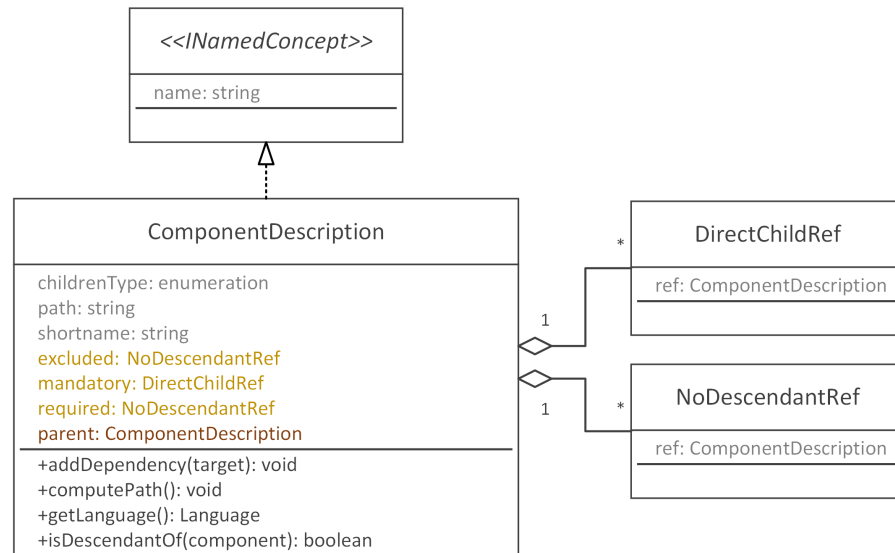 <<INamedConcept>>
name: string
ComponentDescription
childrenType: enumeration
path: string
shortname: string
excluded: NoDescendantRef
mandatory: DirectChildRef
required: NoDescendantRef
parent: ComponentDescription
+addDependency(target): void
+computePath(): void
+getLanguage(): Language
+isDescendantOf(component): boolean
1
*
DirectChildRef
ref: ComponentDescription
1
*
NoDescendantRef
ref: ComponentDescription